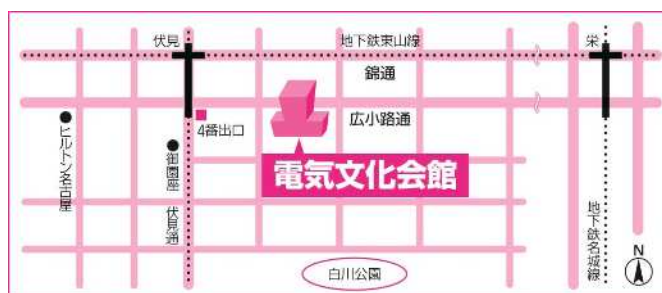 伏見
地下鉄東山線
栄
錦通
広小路通
4番出口
電気文化会館
ヒルトン名古屋
御園座
伏見通
地下鉄名城線
白川公園
N